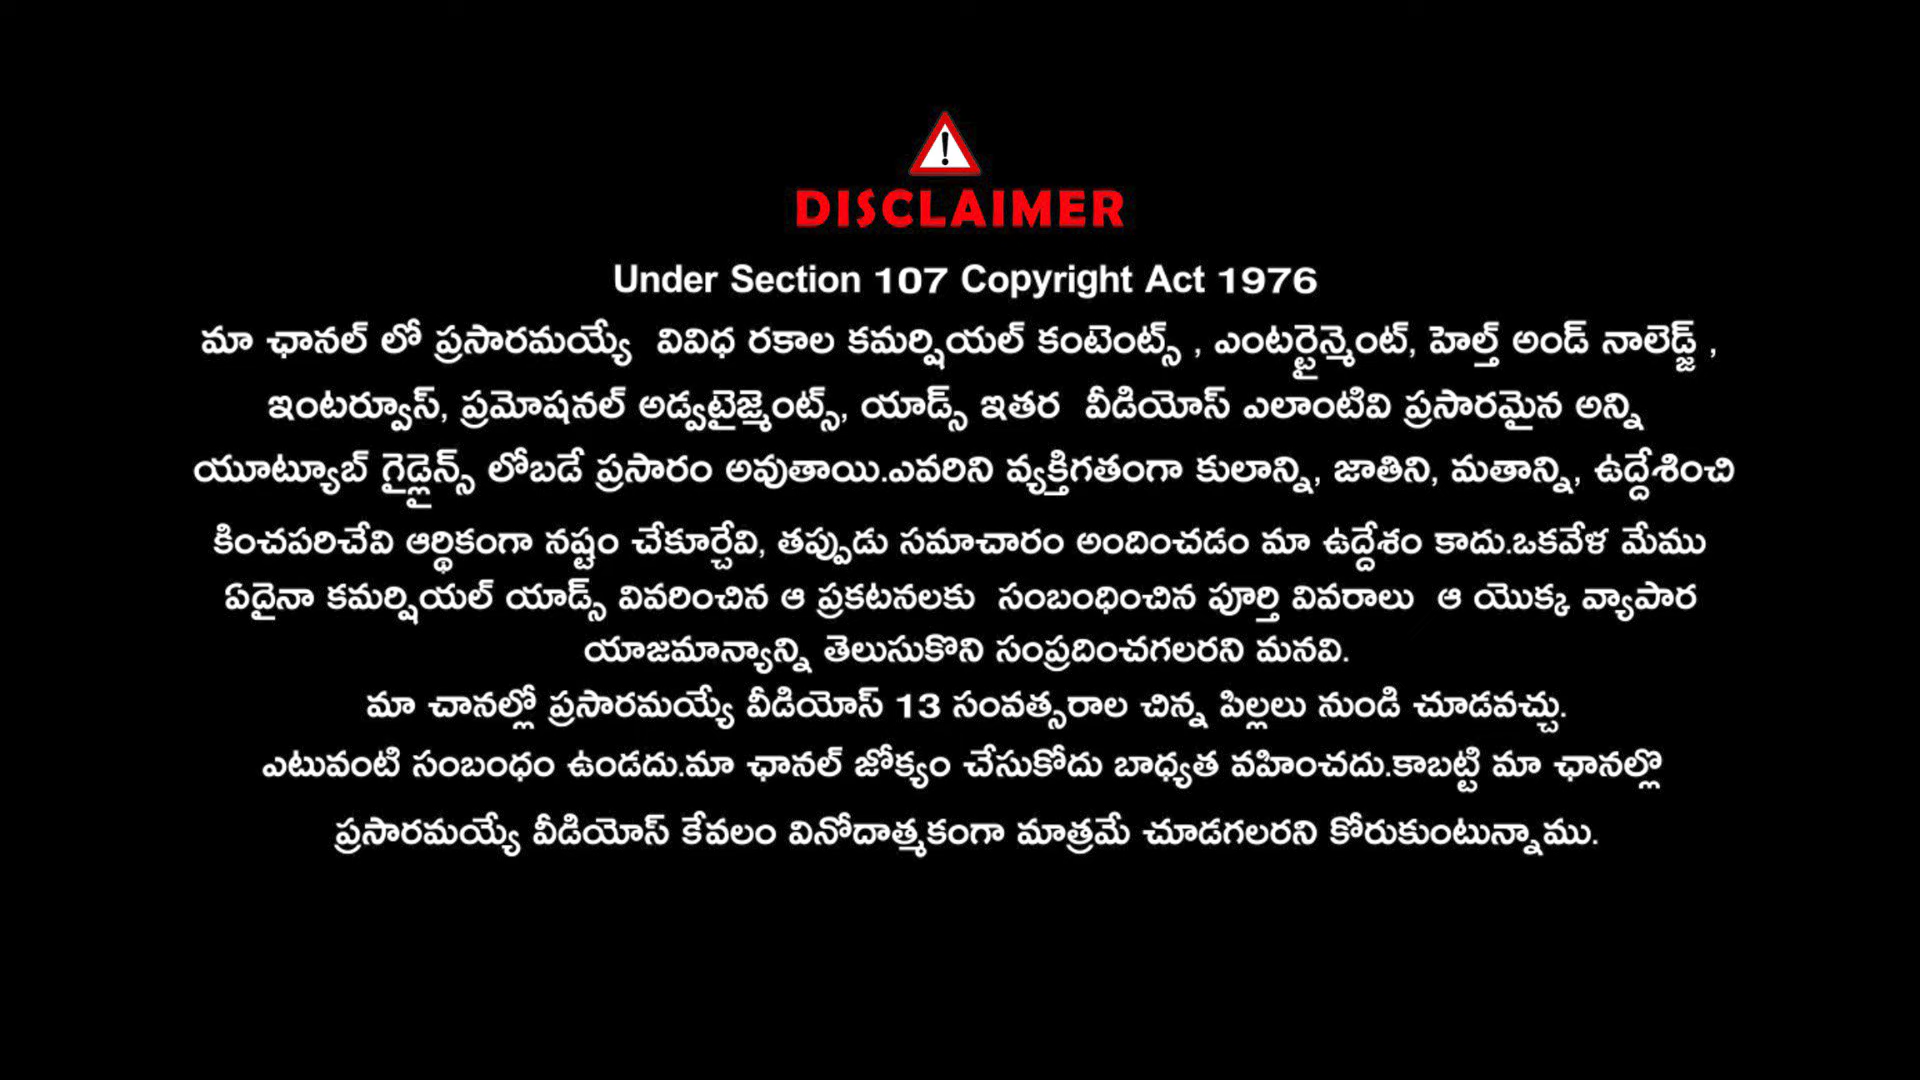 DISCLAIMER
Under Section 107 Copyright Act 1976
మా ఛానల్ లో ప్రసారమయ్యే వివిధ రకాల కమర్షియల్ కంటెంట్స్ , ఎంటర్టైన్మెంట్, హెల్త్ అండ్ నాలెడ్జ్ ,
ఇంటర్వ్యూస్, ప్రమోషనల్ అడ్వటైజ్మెంట్స్, యాడ్స్ ఇతర వీడియోస్ ఎలాంటివి ప్రసారమైన అన్ని
యూట్యూబ్ గైడ్లైన్స్ లోబడే ప్రసారం అవుతాయి.ఎవరిని వ్యక్తిగతంగా కులాన్ని, జాతిని, మతాన్ని, ఉద్దేశించి
కించపరిచేవి ఆర్థికంగా నష్టం చేకూర్చేవి, తప్పుడు సమాచారం అందించడం మా ఉద్దేశం కాదు.ఒకవేళ మేము
ఏదైనా కమర్షియల్ యాడ్స్ వివరించిన ఆ ప్రకటనలకు సంబంధించిన పూర్తి వివరాలు ఆ యొక్క వ్యాపార
యాజమాన్యాన్ని తెలుసుకొని సంప్రదించగలరని మనవి.
మా చానల్లో ప్రసారమయ్యే వీడియోస్ 13 సంవత్సరాల చిన్న పిల్లలు నుండి చూడవచ్చు.
ఎటువంటి సంబంధం ఉండదు.మా ఛానల్ జోక్యం చేసుకోదు బాధ్యత వహించదు.కాబట్టి మా ఛానల్లొ
ప్రసారమయ్యే వీడియోస్ కేవలం వినోదాత్మకంగా మాత్రమే చూడగలరని కోరుకుంటున్నాము.